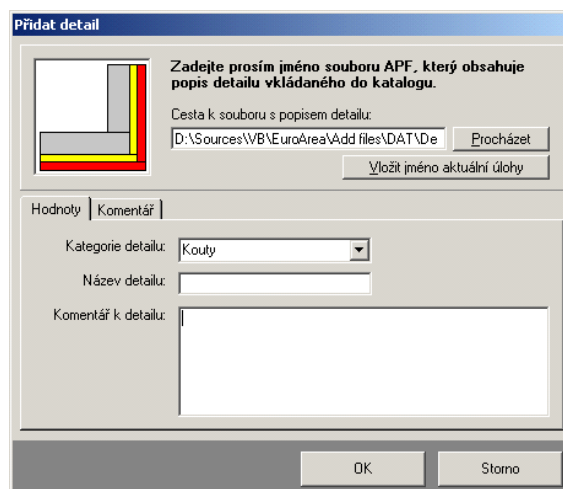 Přidat detail
Zadejte prosím jméno souboru APF, který obsahuje
popis detailu vkládaného do katalogu.
Cesta k souboru s popisem detailu:
D:\Sources\VB\EuroArea\Add files\DAT\De
Procházet
Vložit jméno aktuální úlohy
Hodnoty
Komentář
Kategorie detailu:
Kouty
Název detailu:
Komentář k detailu:
OK
Storno